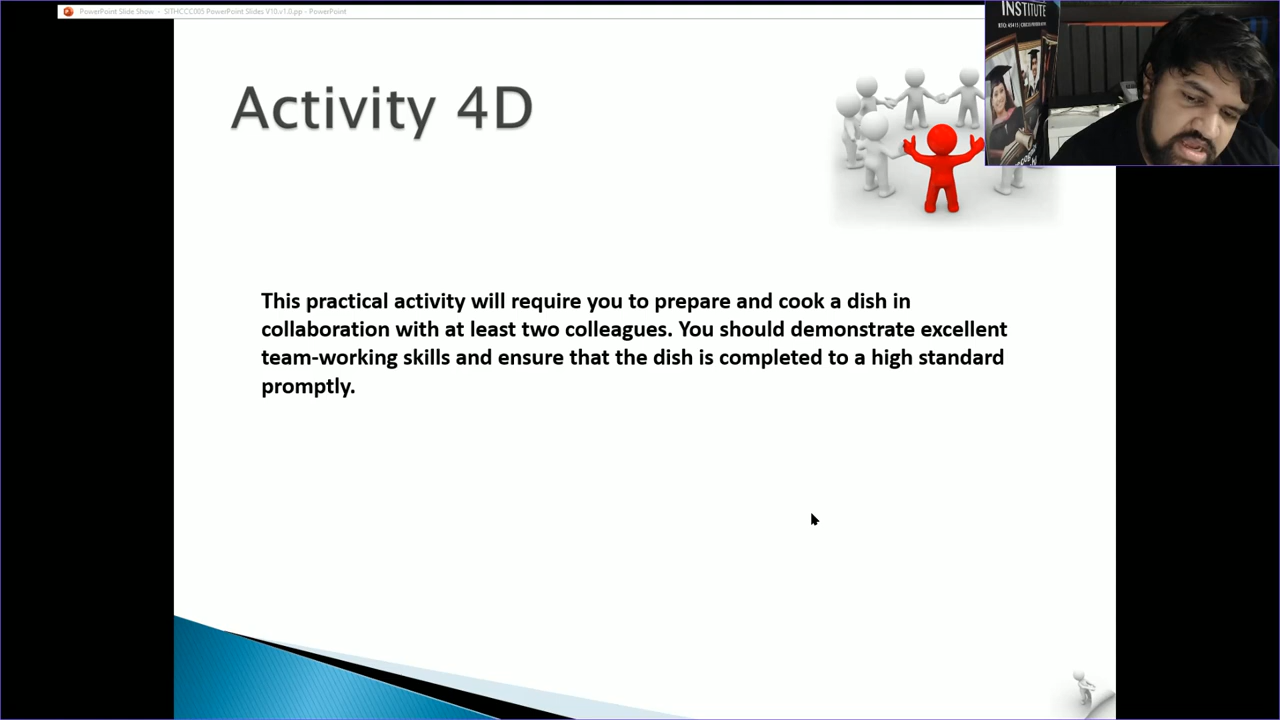 PowerPoint Slide Show - SITHCCC005 PowerPoint Slides V10.v1.0.pp - PowerPoint
INSTITUTE
Activity 4D
This practical activity will require you to prepare and cook a dish in
collaboration with at least two colleagues. You should demonstrate excellent
team-working skills and ensure that the dish is completed to a high standard
promptly.